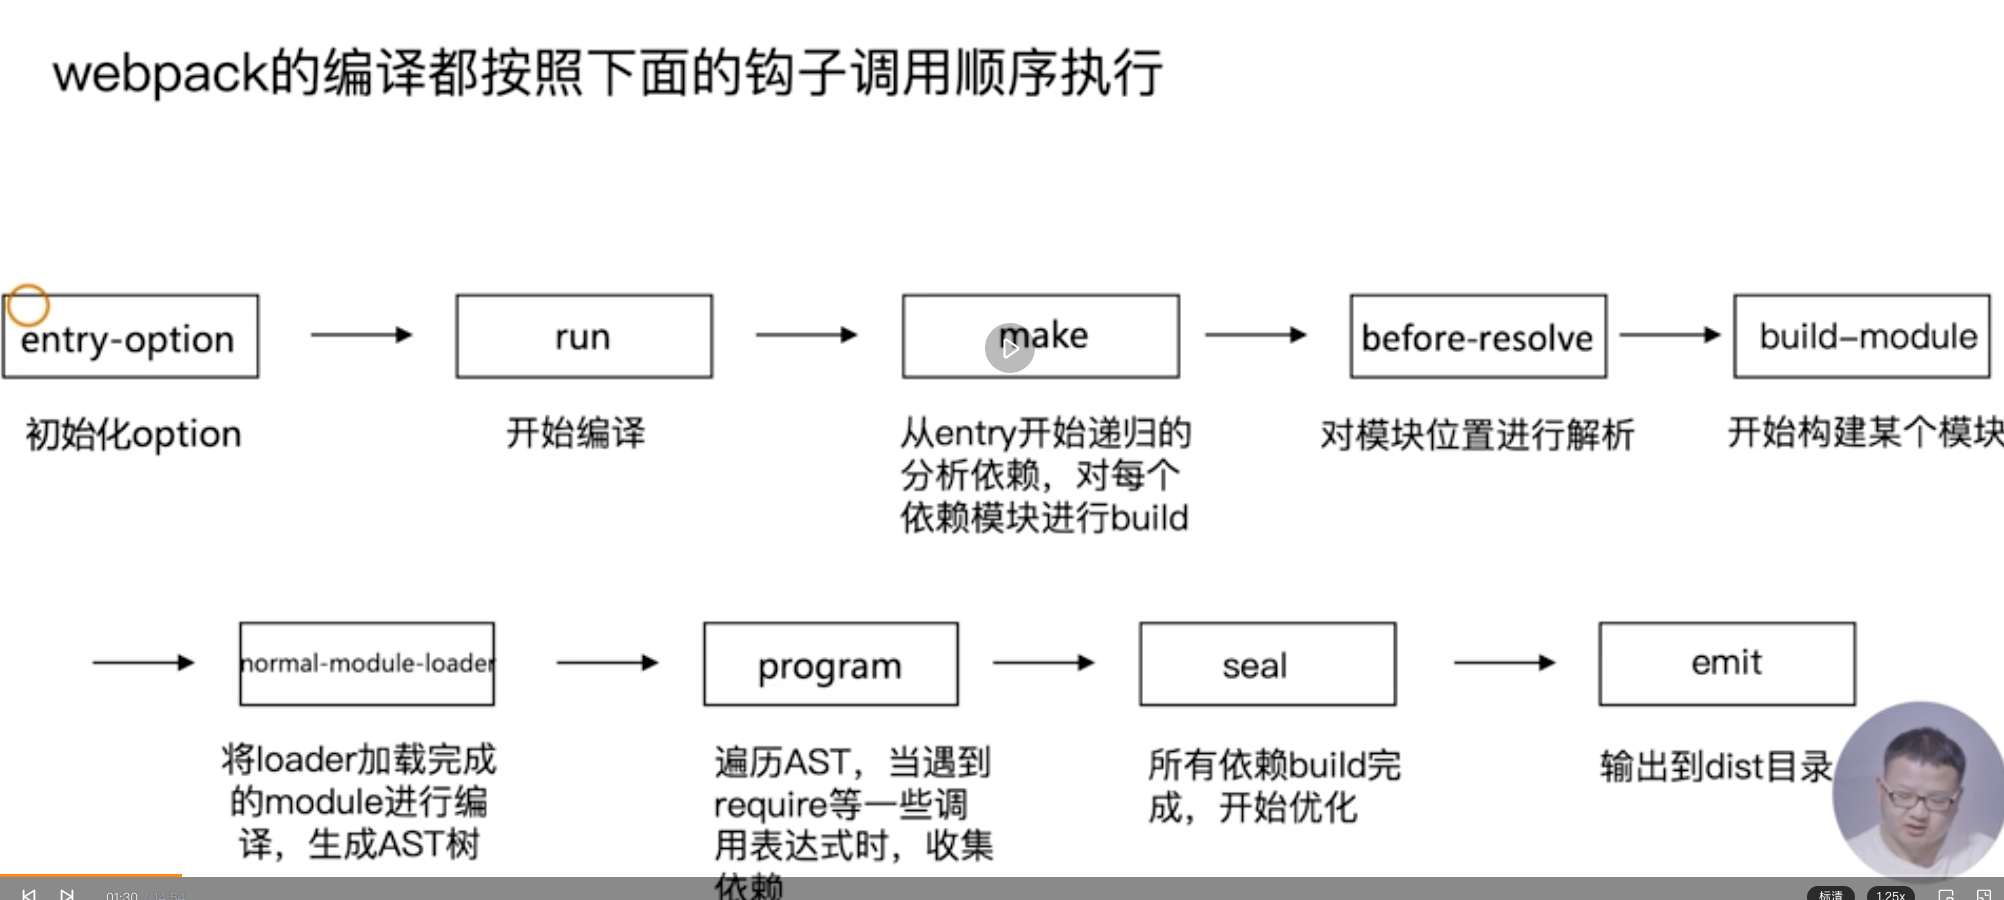 webpack的编译都按照下面的钩子调用顺序执行
entry-option
run
make
before-resolve
build-module
初始化option
开始编译
从entry开始递归的
分析依赖，对每个
依赖模块进行build
对模块位置进行解析
开始构建某个模块
normal-module-loader
program
seal
emit
将loader加载完成
的module进行编
译，生成AST树
遍历AST，当遇到
require等一些调
用表达式时，收集
依赖
所有依赖build完
成，开始优化
输出到dist目录
01:30 / 14:54
标清
1.25x